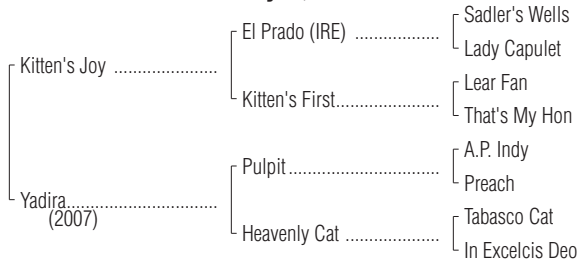 Sadler's Wells
El Prado (IRE) ..................
Lady Capulet
Kitten's Joy ......................
Lear Fan
Kitten's First......................
That's My Hon
A.P. Indy
Pulpit................................
Preach
Yadira................................
(2007)
Tabasco Cat
Heavenly Cat ....................
In Excelcis Deo